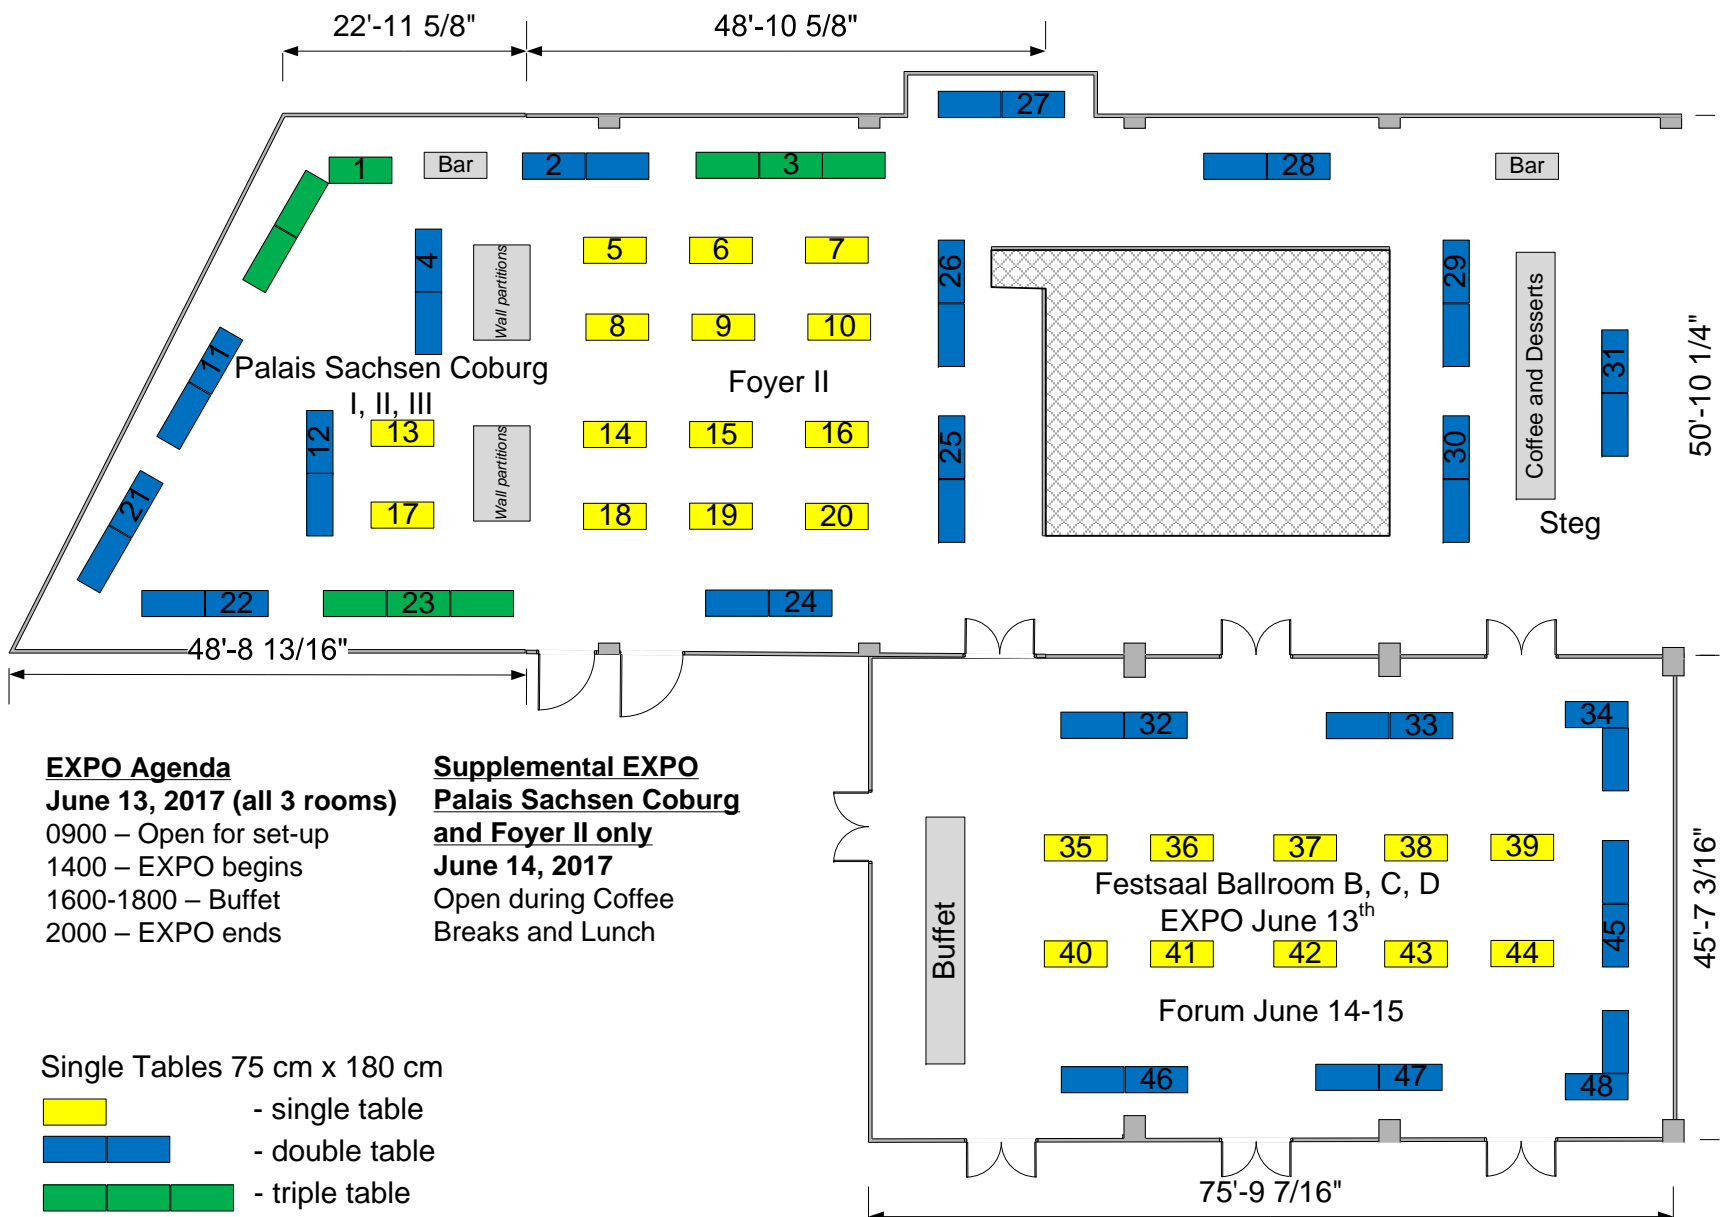 22'-11 5/8"
48'-10 5/8"
27
1
Bar
2
3
28
Bar
4
Wall partitions
5
6
7
26
29
Coffee and Desserts
8
9
10
11
Palais Sachsen Coburg
I, II, III
Foyer II
31
50'-10 1/4"
12
13
Wall partitions
14
15
16
25
30
21
17
18
19
20
Steg
22
23
24
48'-8 13/16"
32
33
34
EXPO Agenda
June 13, 2017 (all 3 rooms)
0900 – Open for set-up
1400 – EXPO begins
1600-1800 – Buffet
2000 – EXPO ends
Supplemental EXPO
Palais Sachsen Coburg
and Foyer II only
June 14, 2017
Open during Coffee
Breaks and Lunch
35
36
37
38
39
Festsaal Ballroom B, C, D
EXPO June 13th
Buffet
45
45'-7 3/16"
40
41
42
43
44
Forum June 14-15
46
47
48
Single Tables 75 cm x 180 cm
- single table
- double table
- triple table
75'-9 7/16"